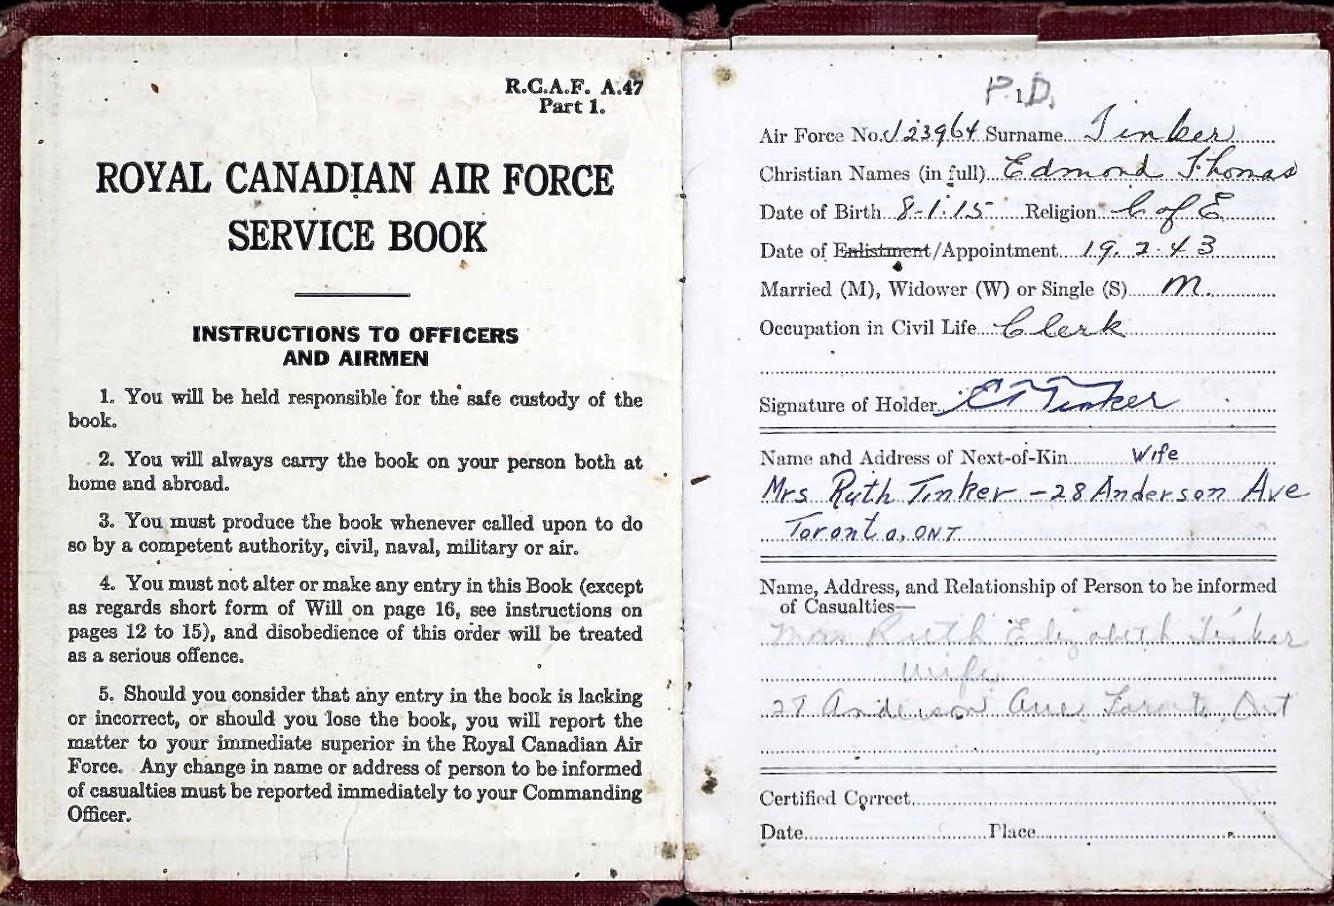 R.C.A.F. A.47
Part 1.
ROYAL CANADIAN AIR FORCE
SERVICE BOOK
INSTRUCTIONS TO OFFICERS
AND AIRMEN
1. You will be held responsible for the safe custody of the
book.
2. You will always carry the book on your person both at
home and abroad.
3. You must produce the book whenever called upon to do
so by a competent authority, civil, naval, military or air.
4. You must not alter or make any entry in this Book (except
as regards short form of Will on page 16, see instructions on
pages 12 to 15), and disobedience of this order will be treated
as a serious offence.
5. Should you consider that any entry in the book is lacking
or incorrect, or should you lose the book, you will report the
matter to your immediate superior in the Royal Canadian Air
Force. Any change in name or address of person to be informed
of casualties must be reported immediately to your Commanding
Officer.
P.D.
1
Air Force No. J23964 Surname Tinker
Christian Names (in full) Edmond Thomas
Date of Birth 8-1-15 Religion C of E
Date of Enlistment/Appointment 19.2.43
Married (M), Widower (W) or Single (S) M.
Occupation in Civil Life Clerk
Signature of Holder E T Tinker
Name and Address of Next-of-Kin Wife
Mrs Ruth Tinker - 28 Anderson Ave
Toronto, ONT
Name, Address, and Relationship of Person to be informed
of Casualties—
Mrs Ruth Elizabeth Tinker
wife
Anderson Ave Toronto, Ont
Certified Correct
Date Place